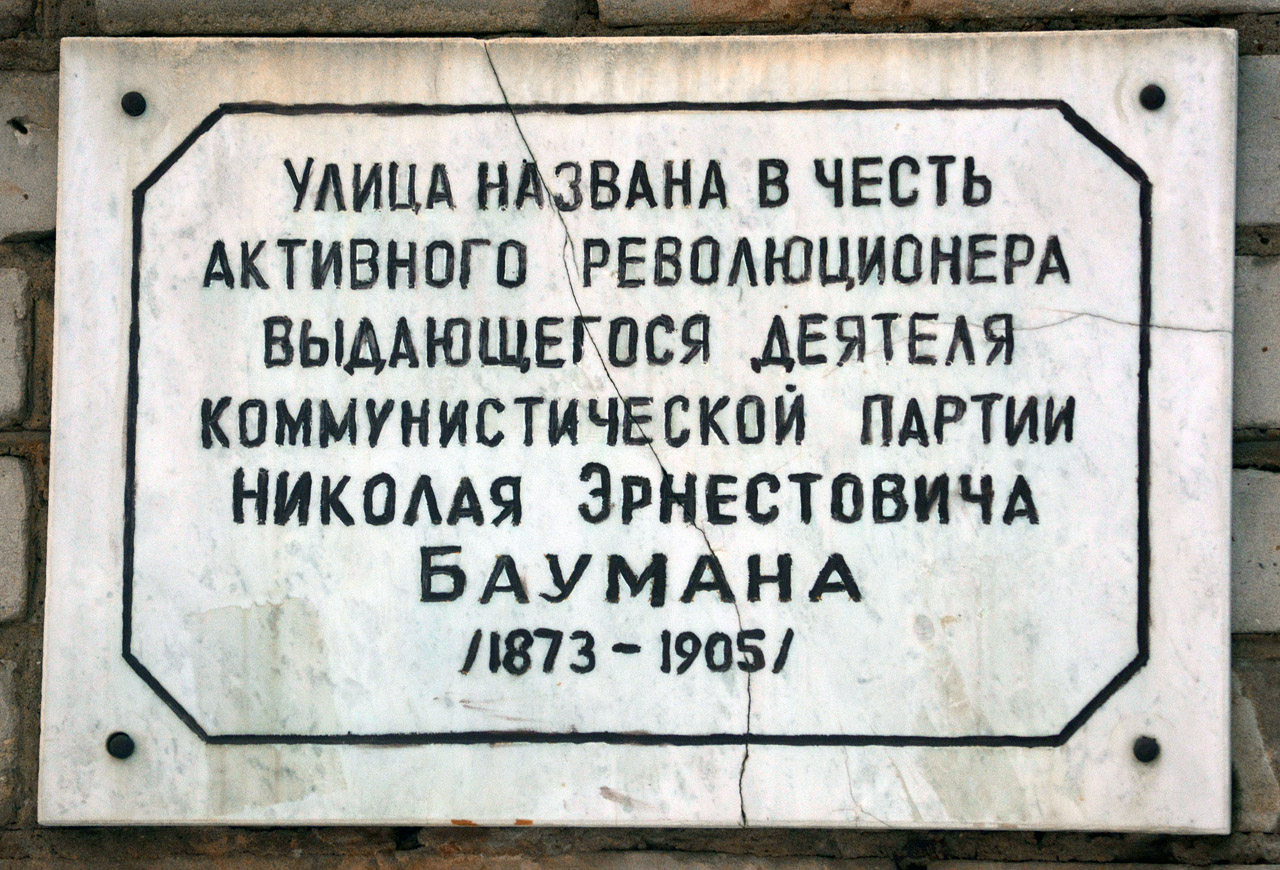 УЛИЦА НАЗВАНА В ЧЕСТЬ
АКТИВНОГО РЕВОЛЮЦИОНЕРА
ВЫДАЮЩЕГОСЯ ДЕЯТЕЛЯ
КОММУНИСТИЧЕСКОЙ ПАРТИИ
НИКОЛАЯ ЭРНЕСТОВИЧА
БАУМАНА
/1873 - 1905/